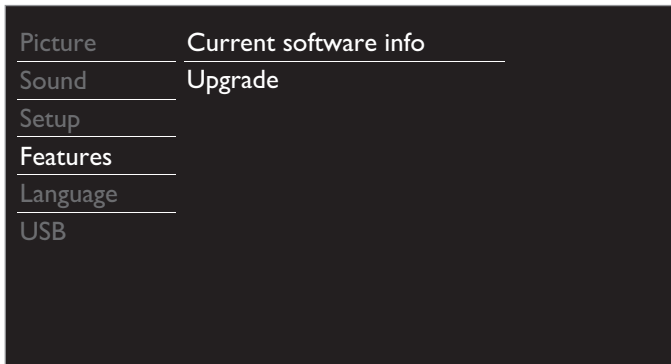 Picture
Sound
Setup
Features
Language
USB
Current software info
Upgrade